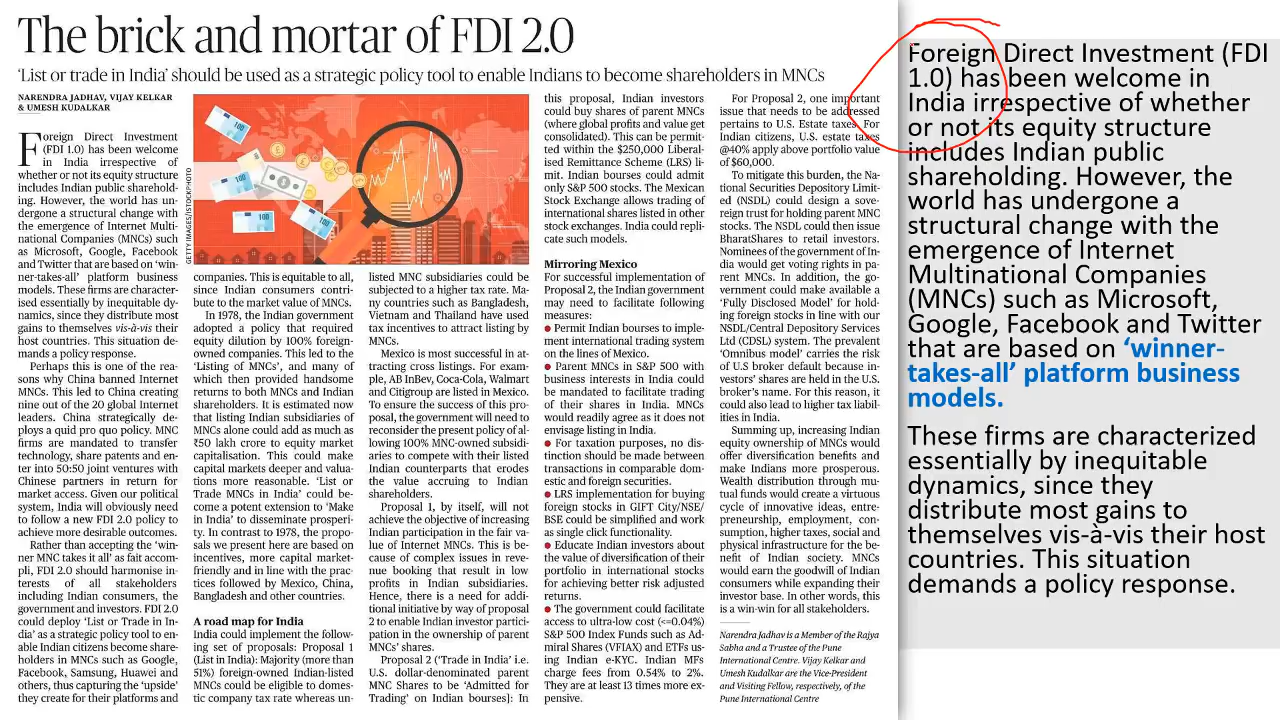 The brick and mortar of FDI 2.0
‘List or trade in India’ should be used as a strategic policy tool to enable Indians to become shareholders in MNCs
NARENDRA JADHAV, VIJAY KELKAR
& UMESH KUDALKAR
Foreign Direct Investment
(FDI 1.0) has been welcome
in India irrespective of
whether or not its equity structure
includes Indian public sharehold-
ing. However, the world has un-
dergone a structural change with
the emergence of Internet Multi-
national Companies (MNCs) such
as Microsoft, Google, Facebook
and Twitter that are based on ‘win-
ner-takes-all’ platform business
models. These firms are character-
ised essentially by inequitable dy-
namics, since they distribute most
gains to themselves vis-à-vis their
host countries. This situation de-
mands a policy response.
Perhaps this is one of the rea-
sons why China banned Internet
MNCs. This led to China creating
nine out of the 20 global Internet
leaders. China strategically de-
ploys a quid pro quo policy. MNC
firms are mandated to transfer
technology, share patents and en-
ter into 50:50 joint ventures with
Chinese partners in return for
market access. Given our political
system, India will obviously need
to follow a new FDI 2.0 policy to
achieve more desirable outcomes.
Rather than accepting the ‘win-
ner MNC takes it all’ as fait accom-
pli, FDI 2.0 should harmonise in-
terests of all stakeholders
including Indian consumers, the
government and investors. FDI 2.0
could deploy ‘List or Trade in In-
dia’ as a strategic policy tool to en-
able Indian citizens become share-
holders in MNCs such as Google,
Facebook, Samsung, Huawei and
others, thus capturing the ‘upside’
they create for their platforms and
GETTY IMAGES/ISTOCKPHOTO
companies. This is equitable to all,
since Indian consumers contri-
bute to the market value of MNCs.
In 1978, the Indian government
adopted a policy that required
equity dilution by 100% foreign-
owned companies. This led to the
‘Listing of MNCs’, and many of
which then provided handsome
returns to both MNCs and Indian
shareholders. It is estimated now
that listing Indian subsidiaries of
MNCs alone could add as much as
₹50 lakh crore to equity market
capitalisation. This could make
capital markets deeper and valua-
tions more reasonable. ‘List or
Trade MNCs in India’ could be-
come a potent extension to ‘Make
in India’ to disseminate prosperi-
ty. In contrast to 1978, the propo-
sals we present here are based on
incentives, more capital market-
friendly and in line with the prac-
tices followed by Mexico, China,
Bangladesh and other countries.
A road map for India
India could implement the follow-
ing set of proposals: Proposal 1
(List in India): Majority (more than
51%) foreign-owned Indian-listed
MNCs could be eligible to domes-
tic company tax rate whereas un-
listed MNC subsidiaries could be
subjected to a higher tax rate. Ma-
ny countries such as Bangladesh,
Vietnam and Thailand have used
tax incentives to attract listing by
MNCs.
Mexico is most successful in at-
tracting cross listings. For exam-
ple, AB InBev, Coca-Cola, Walmart
and Citigroup are listed in Mexico.
To ensure the success of this pro-
posal, the government will need to
reconsider the present policy of al-
lowing 100% MNC-owned subsidi-
aries to compete with their listed
Indian counterparts that erodes
the value accruing to Indian
shareholders.
Proposal 1, by itself, will not
achieve the objective of increasing
Indian participation in the fair va-
lue of Internet MNCs. This is be-
cause of complex issues in reve-
nue booking that result in low
profits in Indian subsidiaries.
Hence, there is a need for addi-
tional initiative by way of proposal
2 to enable Indian investor partici-
pation in the ownership of parent
MNCs’ shares.
Proposal 2 (‘Trade in India’ i.e.
U.S. dollar-denominated parent
MNC Shares to be ‘Admitted for
Trading’ on Indian bourses]: In
this proposal, Indian investors
could buy shares of parent MNCs
(where global profits and value get
consolidated). This can be permit-
ted within the $250,000 Liberal-
ised Remittance Scheme (LRS) li-
mit. Indian bourses could admit
only S&P 500 stocks. The Mexican
Stock Exchange allows trading of
international shares listed in other
stock exchanges. India could repli-
cate such models.
Mirroring Mexico
For successful implementation of
Proposal 2, the Indian government
may need to facilitate following
measures:
● Permit Indian bourses to imple-
ment international trading system
on the lines of Mexico.
● Parent MNCs in S&P 500 with
business interests in India could
be mandated to facilitate trading
of their shares in India. MNCs
would readily agree as it does not
envisage listing in India.
● For taxation purposes, no dis-
tinction should be made between
transactions in comparable dom-
estic and foreign securities.
● LRS implementation for buying
foreign stocks in GIFT City/NSE/
BSE could be simplified and work
as single click functionality.
● Educate Indian investors about
the value of diversification of their
portfolio in international stocks
for achieving better risk adjusted
returns.
● The government could facilitate
access to ultra-low cost (<=0.04%)
S&P 500 Index Funds such as Ad-
miral Shares (VFIAX) and ETFs us-
ing Indian e-KYC. Indian MFs
charge fees from 0.54% to 2%.
They are at least 13 times more ex-
pensive.
For Proposal 2, one important
issue that needs to be addressed
pertains to U.S. Estate taxes. For
Indian citizens, U.S. estate taxes
@40% apply above portfolio value
of $60,000.
To mitigate this burden, the Na-
tional Securities Depository Limit-
ed (NSDL) could design a sove-
reign trust for holding parent MNC
stocks. The NSDL could then issue
BharatShares to retail investors.
Nominees of the government of In-
dia would get voting rights in pa-
rent MNCs. In addition, the go-
vernment could make available a
‘Fully Disclosed Model’ for hold-
ing foreign stocks in line with our
NSDL/Central Depository Services
Ltd (CDSL) system. The prevalent
‘Omnibus model’ carries the risk
of U.S broker default because in-
vestors’ shares are held in the U.S.
broker’s name. For this reason, it
could also lead to higher tax liabil-
ities in India.
Summing up, increasing Indian
equity ownership of MNCs would
offer diversification benefits and
make Indians more prosperous.
Wealth distribution through mu-
tual funds would create a virtuous
cycle of innovative ideas, entre-
preneurship, employment, con-
sumption, higher taxes, social and
physical infrastructure for the be-
nefit of Indian society. MNCs
would earn the goodwill of Indian
consumers while expanding their
investor base. In other words, this
is a win-win for all stakeholders.
Narendra Jadhav is a Member of the Rajya
Sabha and a Trustee of the Pune
International Centre. Vijay Kelkar and
Umesh Kudalkar are the Vice-President
and Visiting Fellow, respectively, of the
Pune International Centre
Foreign Direct Investment (FDI
1.0) has been welcome in
India irrespective of whether
or not its equity structure
includes Indian public
shareholding. However, the
world has undergone a
structural change with the
emergence of Internet
Multinational Companies
(MNCs) such as Microsoft,
Google, Facebook and Twitter
that are based on ‘winner-
takes-all’ platform business
models.
These firms are characterized
essentially by inequitable
dynamics, since they
distribute most gains to
themselves vis-à-vis their host
countries. This situation
demands a policy response.